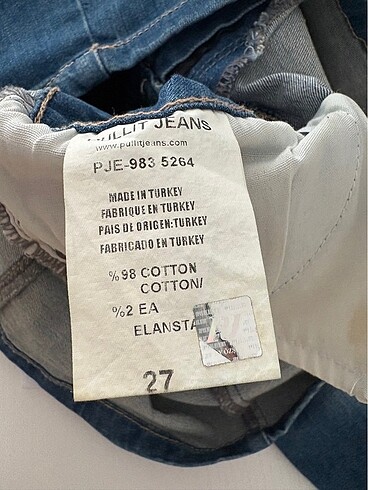 PULLIT JEANS
www.pullitjeans.com
PJE-983 5264
MADE IN TURKEY
FABRIQUE EN TURKEY
PAIS DE ORIGEN:TURKEY
FABRICADO EN TURKEY
%98 COTTON
COTTON/
%2 EA
ELANSTA
27